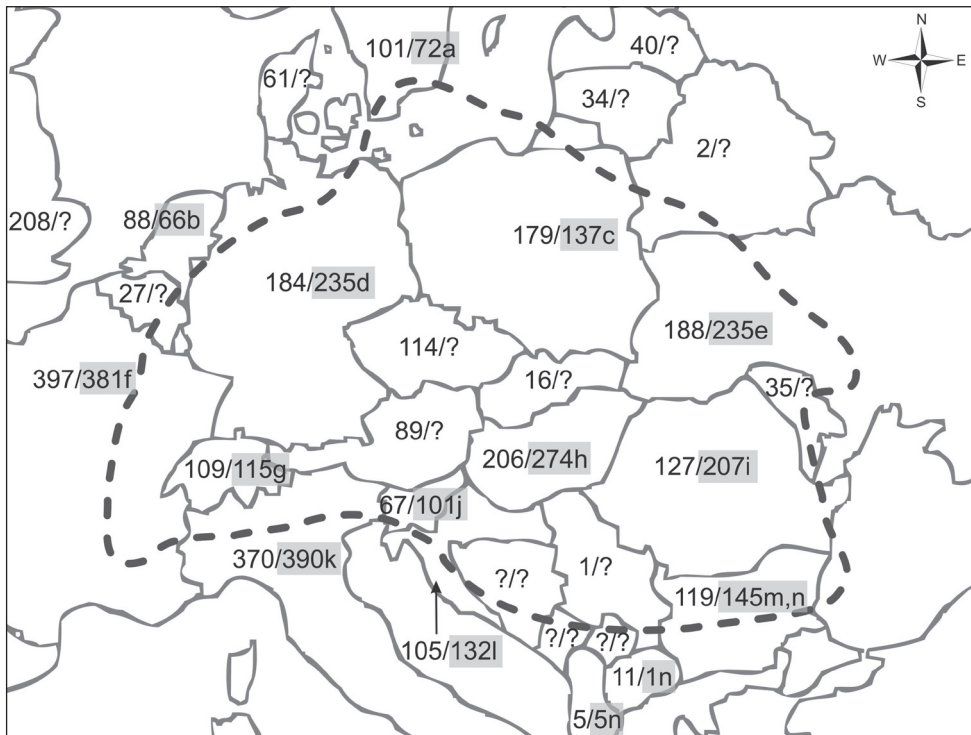 N
W E
S
101/72a
40/?
61/?
34/?
2/?
208/?
88/66b
179/137c
184/235d
27/?
188/235e
114/?
397/381f
16/?
35/?
89/?
109/115g
206/274h
127/207i
67/101j
370/390k
?/?
1/?
119/145m,n
?/? ?/?
105/132l
11/1n
5/5n